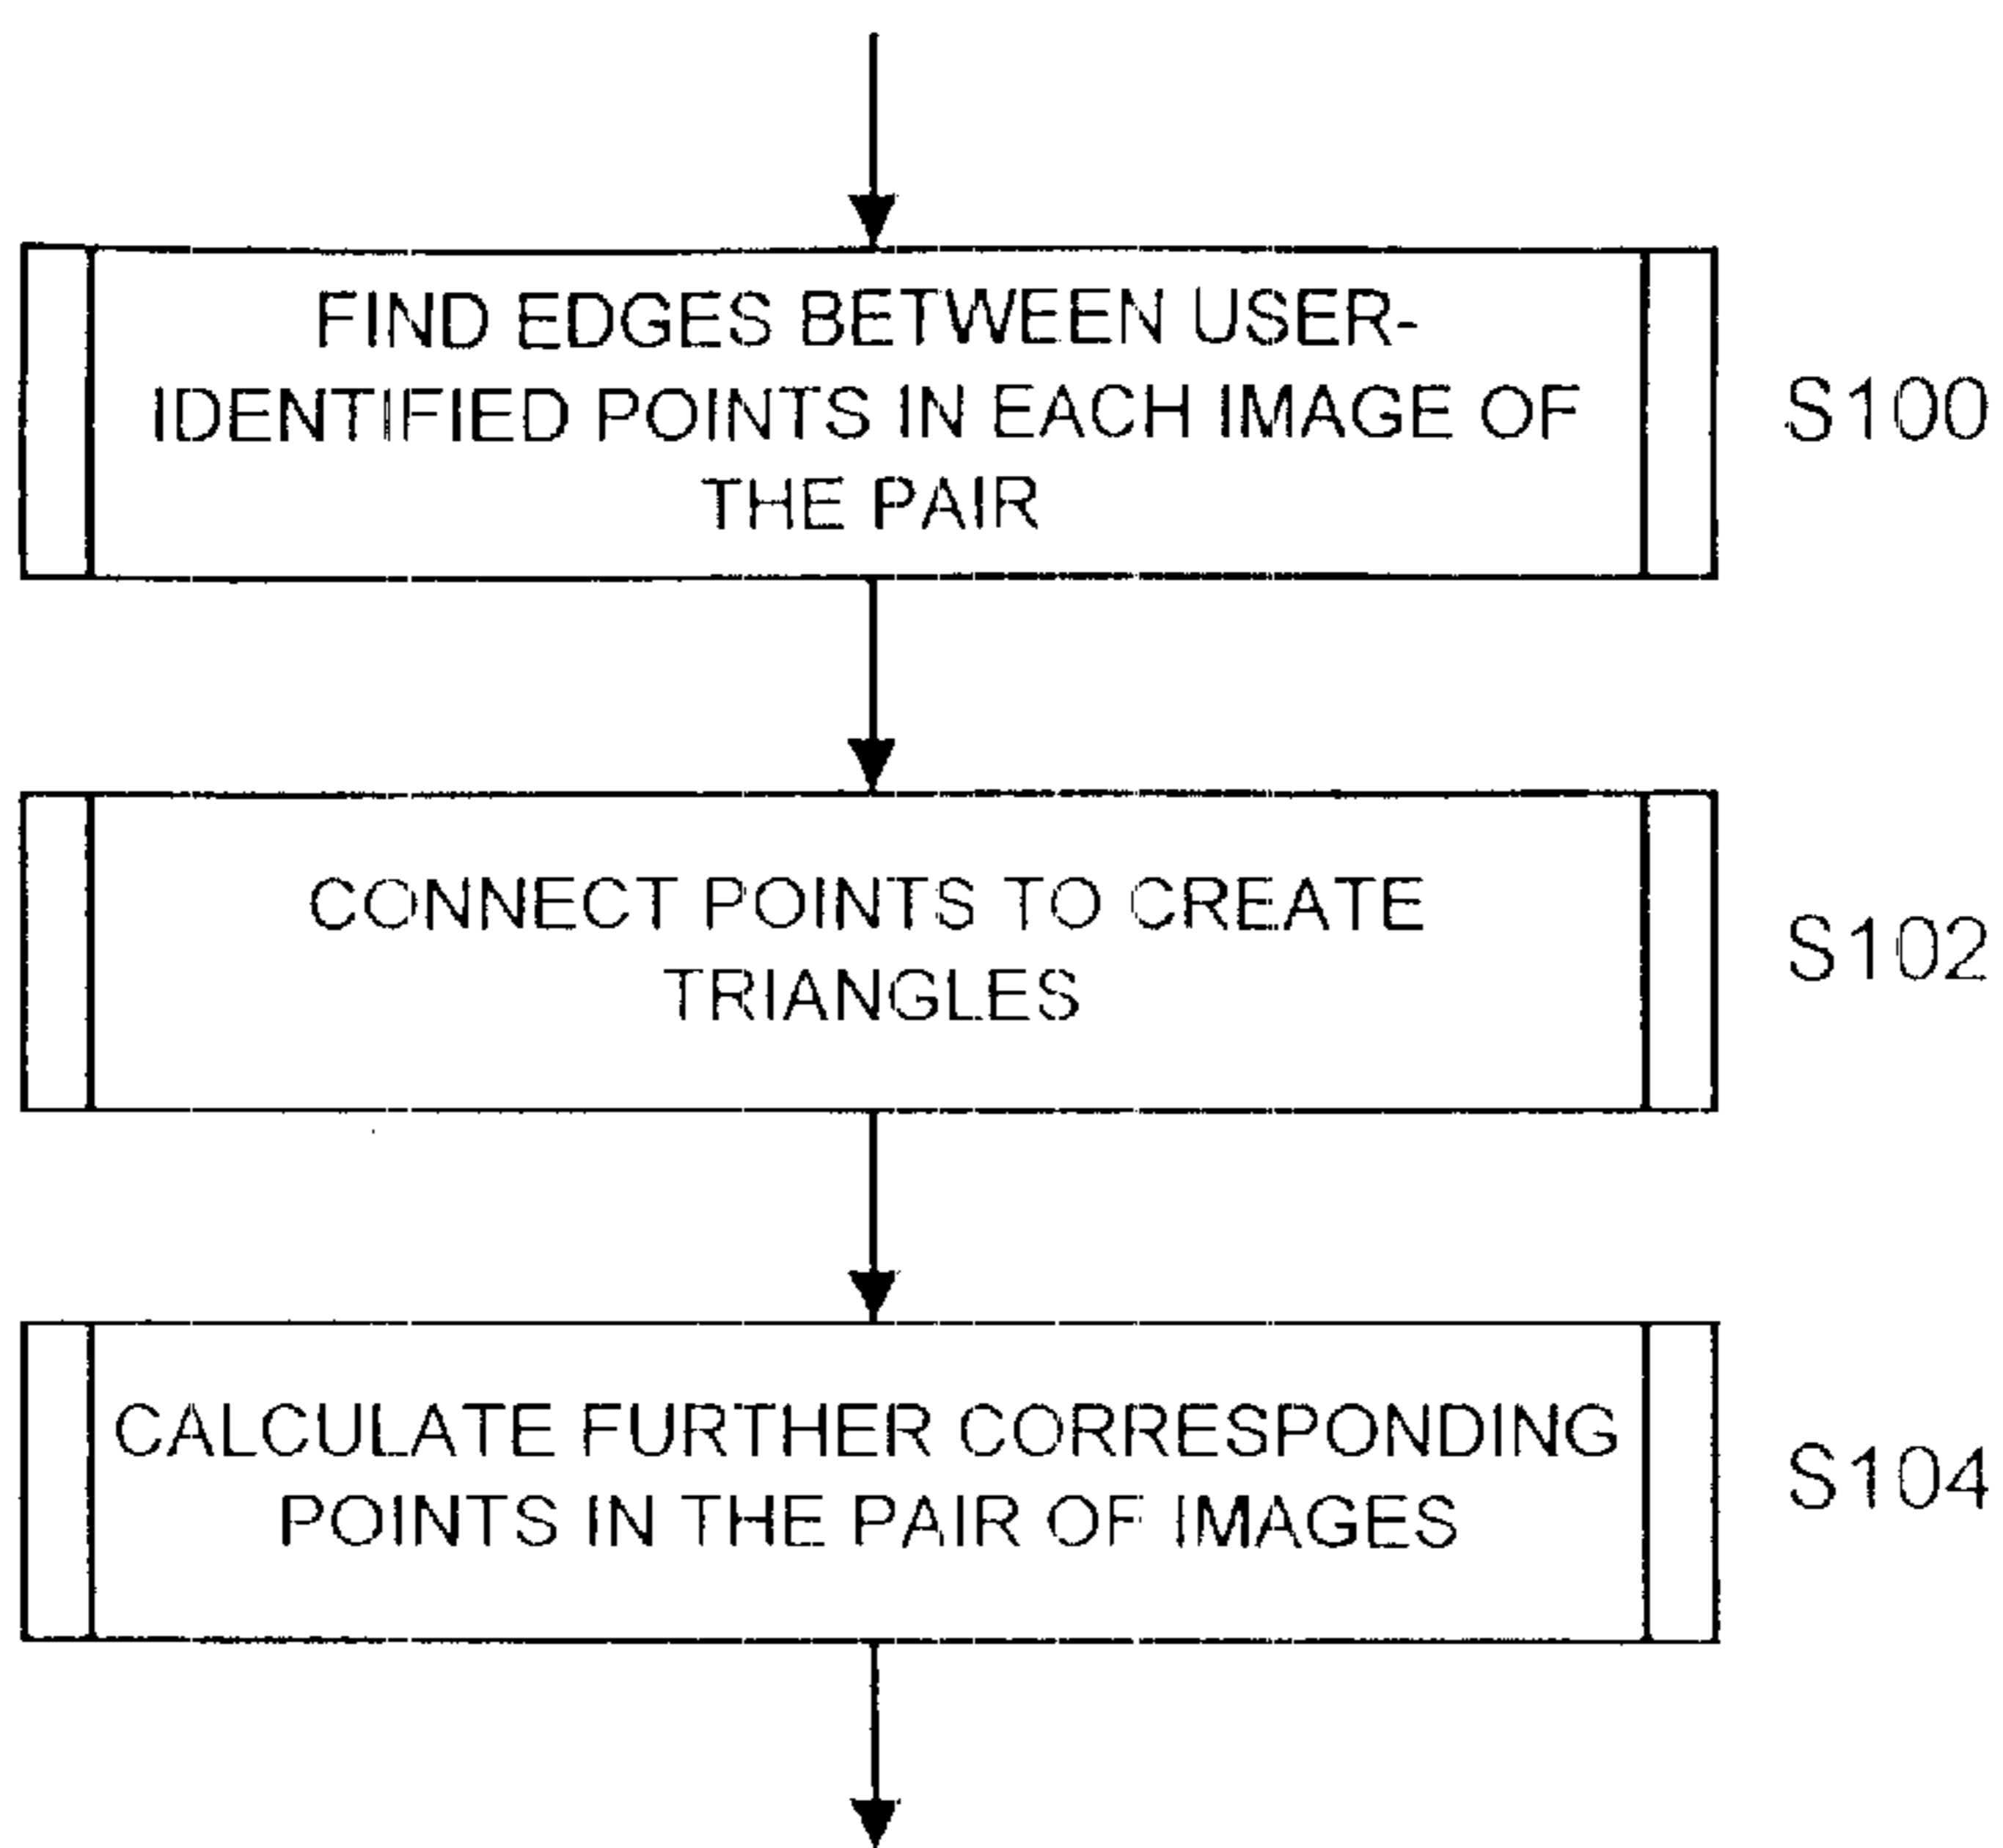 FIND EDGES BETWEEN USER-
IDENTIFIED POINTS IN EACH IMAGE OF
THE PAIR
S100
CONNECT POINTS TO CREATE
TRIANGLES
S102
CALCULATE FURTHER CORRESPONDING
POINTS IN THE PAIR OF IMAGES
S104